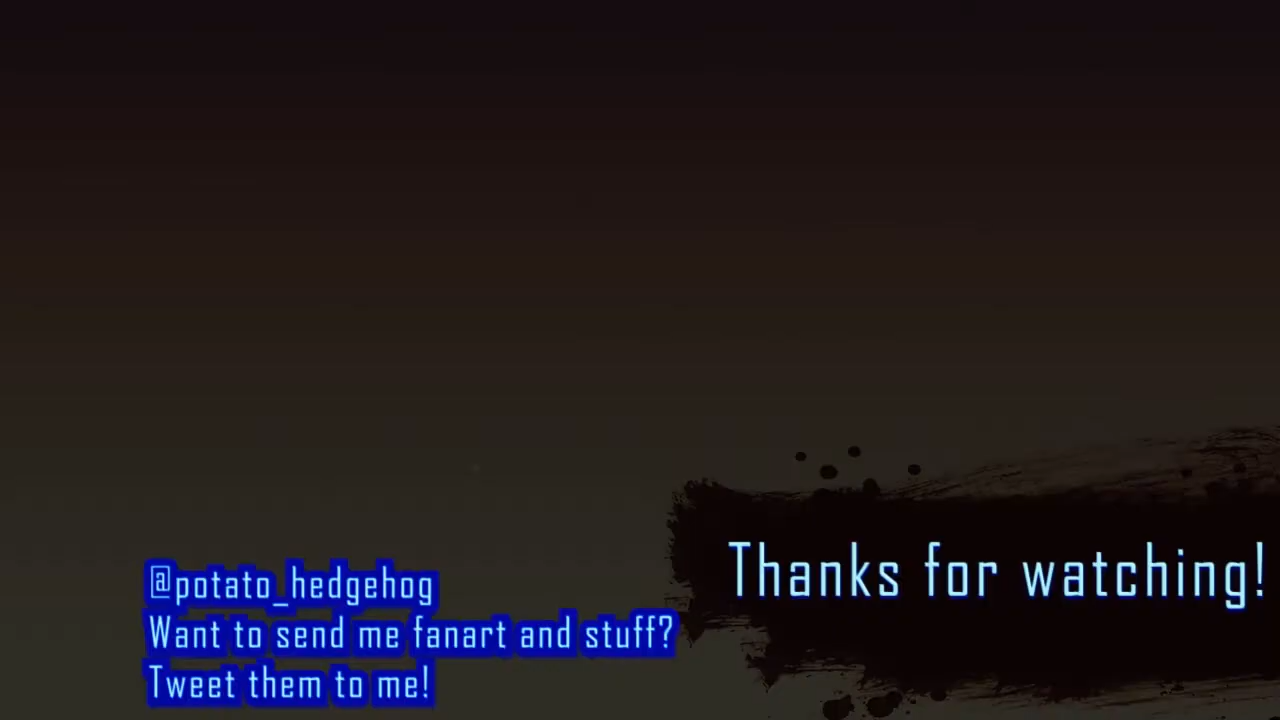 Thanks for watching!
@potato_hedgehog
Want to send me fanart and stuff?
Tweet them to me!